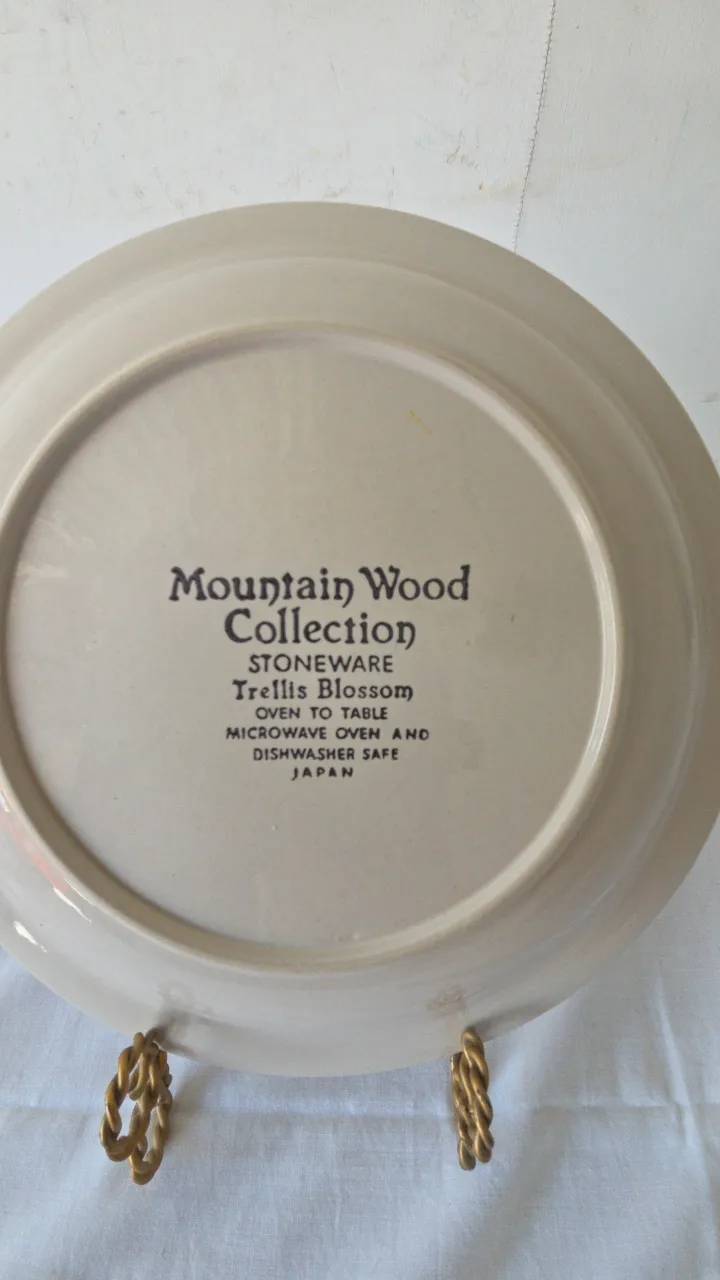 Mountain Wood
Collection
STONEWARE
Trellis Blossom
OVEN TO TABLE
MICROWAVE OVEN AND
DISHWASHER SAFE
JAPAN